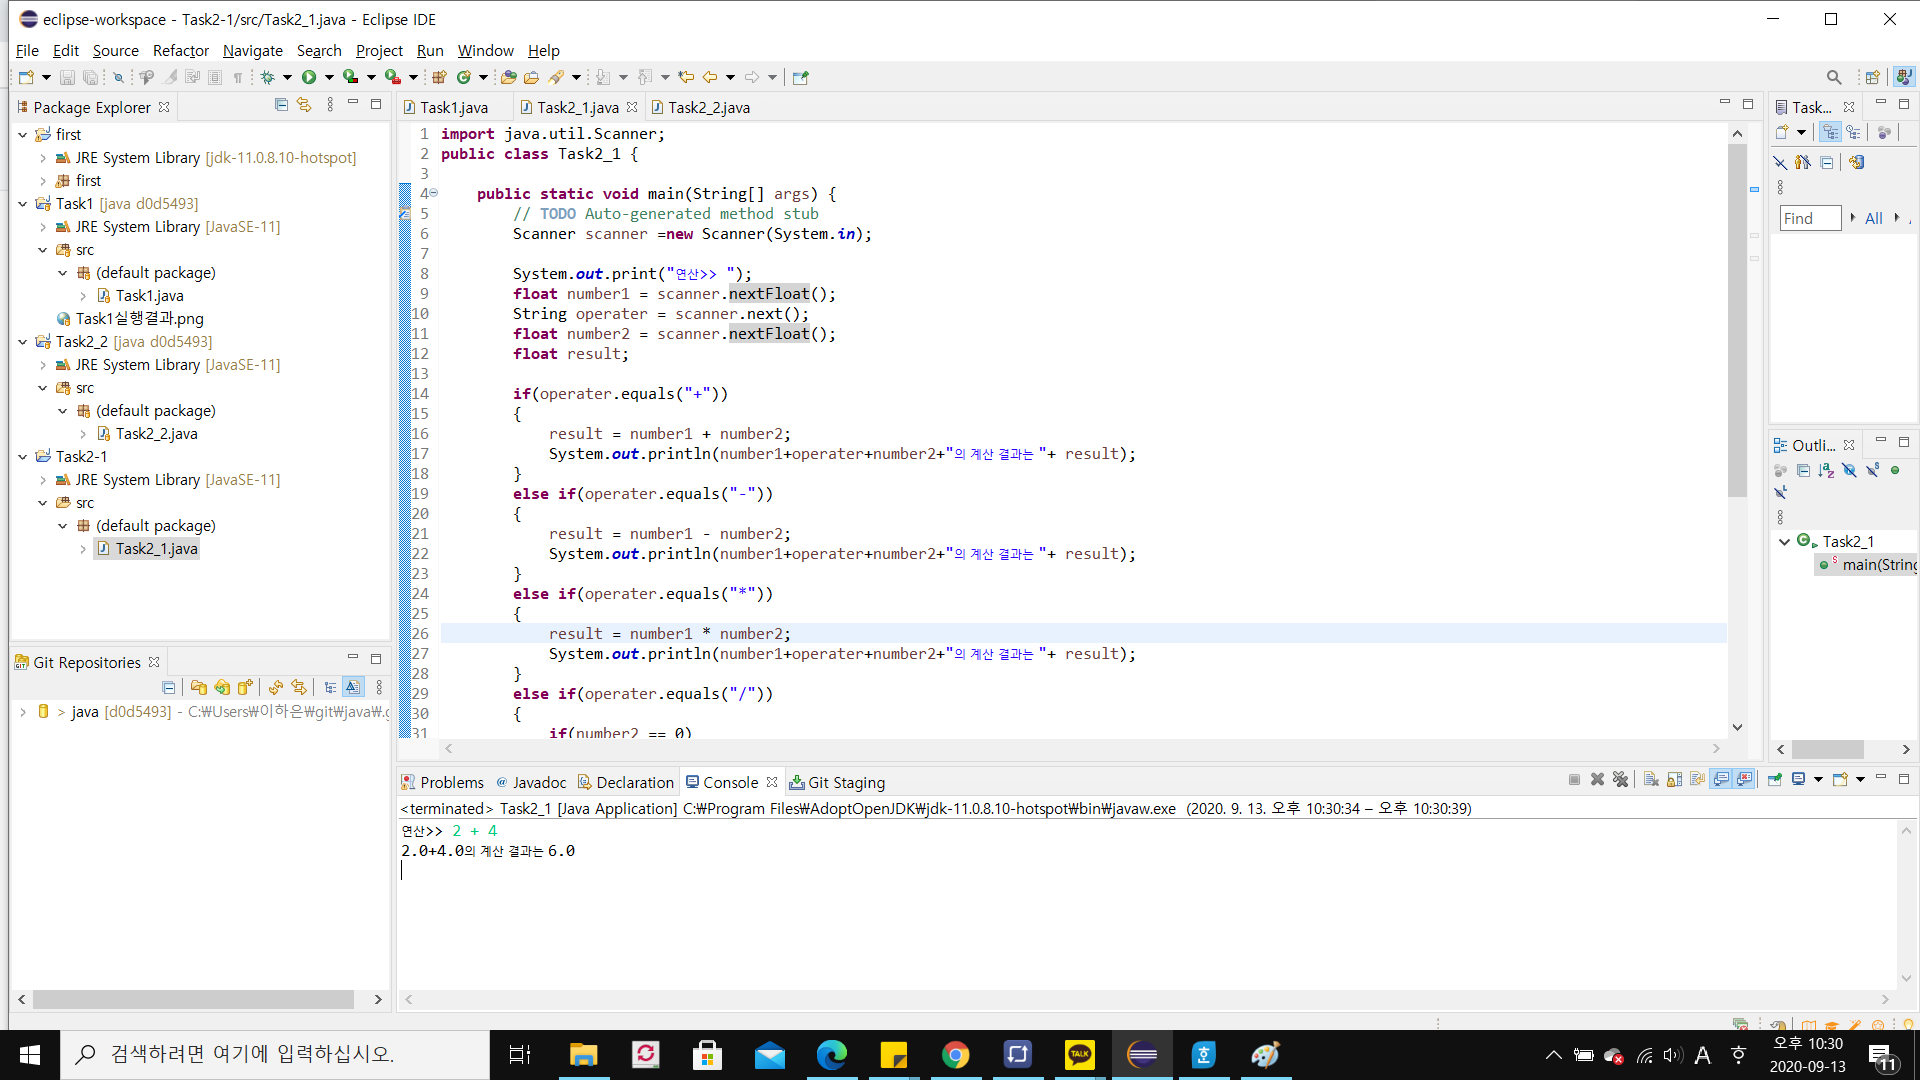 eclipse-workspace - Task2-1/src/Task2_1.java - Eclipse IDE
File Edit Source Refactor Navigate Search Project Run Window Help
Package Explorer
first
JRE System Library [jdk-11.0.8.10-hotspot]
first
Task1 [java d0d5493]
JRE System Library [JavaSE-11]
src
(default package)
Task1.java
Task1실행결과.png
Task2_2 [java d0d5493]
JRE System Library [JavaSE-11]
src
(default package)
Task2_2.java
Task2-1
JRE System Library [JavaSE-11]
src
(default package)
Task2_1.java
Git Repositories
> java [d0d5493] - C:₩Users₩이하은₩git₩java₩.g
Task1.java Task2_1.java Task2_2.java
1 import java.util.Scanner;
2 public class Task2_1 {
3
4 public static void main(String[] args) {
5 // TODO Auto-generated method stub
6 Scanner scanner =new Scanner(System.in);
7
8 System.out.print("연산>> ");
9 float number1 = scanner.nextFloat();
10 String operater = scanner.next();
11 float number2 = scanner.nextFloat();
12 float result;
13
14 if(operater.equals("+"))
15 {
16 result = number1 + number2;
17 System.out.println(number1+operater+number2+"의 계산 결과는 "+ result);
18 }
19 else if(operater.equals("-"))
20 {
21 result = number1 - number2;
22 System.out.println(number1+operater+number2+"의 계산 결과는 "+ result);
23 }
24 else if(operater.equals("*"))
25 {
26 result = number1 * number2;
27 System.out.println(number1+operater+number2+"의 계산 결과는 "+ result);
28 }
29 else if(operater.equals("/"))
30 {
31 if(number2 == 0)
Task...
Find All
Outli...
Task2_1
main(String
Problems @ Javadoc Declaration Console Git Staging
<terminated> Task2_1 [Java Application] C:₩Program Files₩AdoptOpenJDK₩jdk-11.0.8.10-hotspot₩bin₩javaw.exe (2020. 9. 13. 오후 10:30:34 – 오후 10:30:39)
연산>> 2 + 4
2.0+4.0의 계산 결과는 6.0
검색하려면 여기에 입력하십시오.
TALK
A
오후 10:30
2020-09-13
11